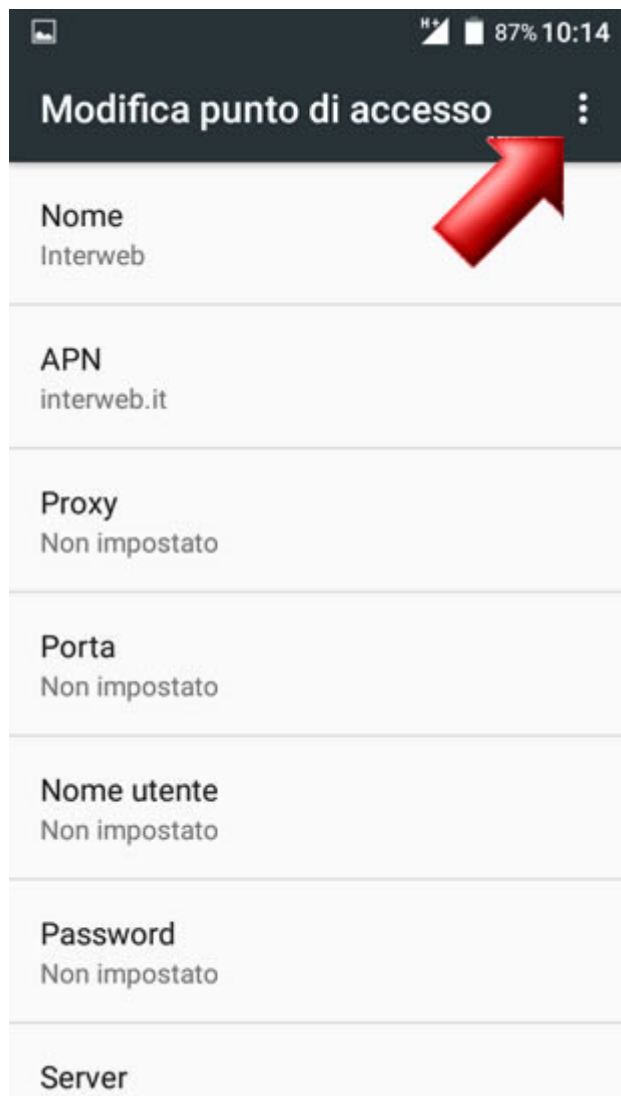 H+ 87% 10:14
Modifica punto di accesso
Nome
Interweb
APN
interweb.it
Proxy
Non impostato
Porta
Non impostato
Nome utente
Non impostato
Password
Non impostato
Server